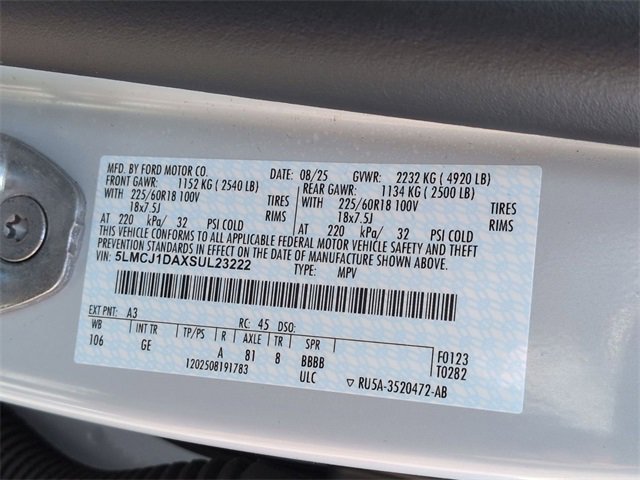 MFD. BY FORD MOTOR CO. DATE: 08/25 GVWR: 2232 KG ( 4920 LB)
FRONT GAWR: 1152 KG ( 2540 LB) REAR GAWR: 1134 KG ( 2500 LB)
WITH 225/60R18 100V TIRES WITH 225/60R18 100V TIRES
18x7.5J RIMS 18x7.5J RIMS
AT 220 kPa/ 32 PSI COLD AT 220 kPa/ 32 PSI COLD
THIS VEHICLE CONFORMS TO ALL APPLICABLE FEDERAL MOTOR VEHICLE SAFETY AND THEFT
PREVENTION STANDARDS IN EFFECT ON THE DATE OF MANUFACTURE SHOWN ABOVE.
VIN: 5LMCJ1DAXSUL23222 TYPE: MPV
EXT PNT: A3 RC: 45 DSO:
WB INT TR TP/PS R AXLE TR SPR F0123
106 GE A 81 8 BBBB T0282
1202508191783 ULC ▽ RU5A-3520472-AB